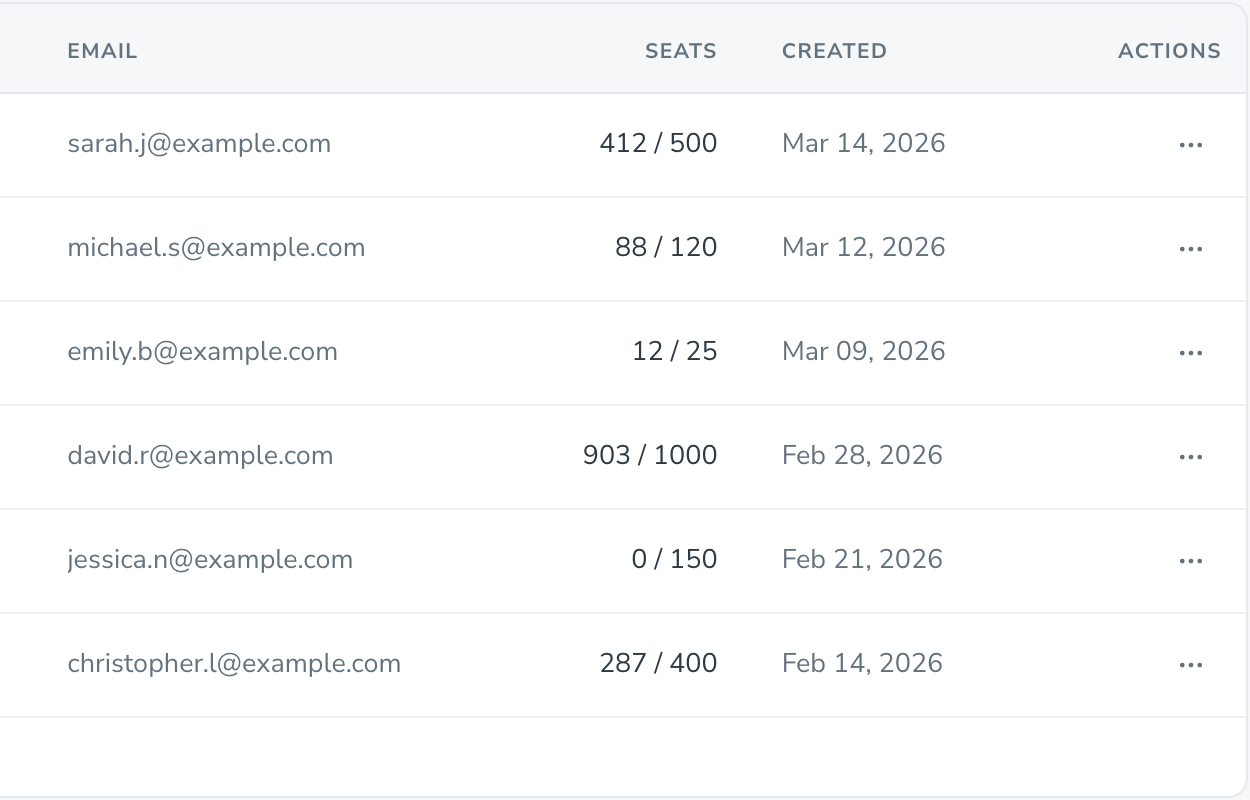 EMAIL SEATS CREATED ACTIONS
sarah.j@example.com 412 / 500 Mar 14, 2026 ...
michael.s@example.com 88 / 120 Mar 12, 2026 ...
emily.b@example.com 12 / 25 Mar 09, 2026 ...
david.r@example.com 903 / 1000 Feb 28, 2026 ...
jessica.n@example.com 0 / 150 Feb 21, 2026 ...
christopher.l@example.com 287 / 400 Feb 14, 2026 ...